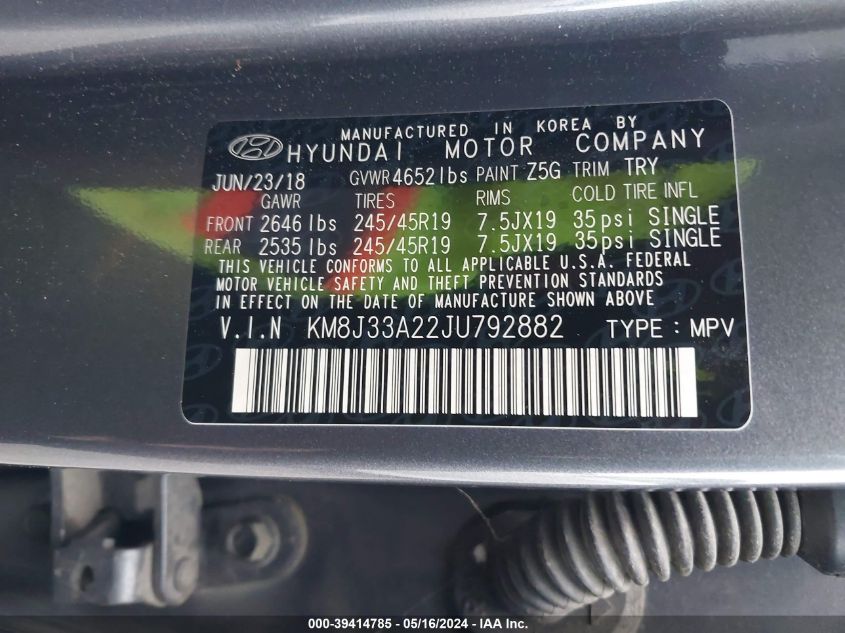 MANUFACTURED IN KOREA BY
HYUNDAI MOTOR COMPANY
JUN/23/18 GVWR 4652lbs PAINT Z5G TRIM TRY
GAWR TIRES RIMS COLD TIRE INFL
FRONT 2646 lbs 245/45R19 7.5JX19 35psi SINGLE
REAR 2535 lbs 245/45R19 7.5JX19 35psi SINGLE
THIS VEHICLE CONFORMS TO ALL APPLICABLE U.S.A. FEDERAL
MOTOR VEHICLE SAFETY AND THEFT PREVENTION STANDARDS
IN EFFECT ON THE DATE OF MANUFACTURE SHOWN ABOVE
V.I.N KM8J33A22JU792882 TYPE : MPV
000-39414785 - 05/16/2024 - IAA Inc.